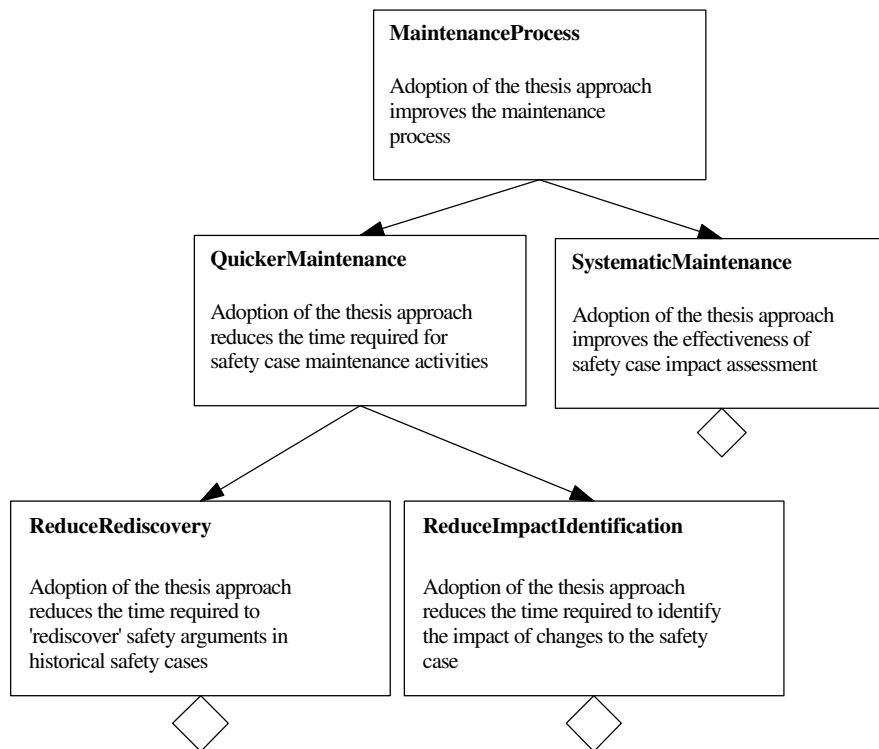 MaintenanceProcess
Adoption of the thesis approach
improves the maintenance
process
QuickerMaintenance
Adoption of the thesis approach
reduces the time required for
safety case maintenance activities
SystematicMaintenance
Adoption of the thesis approach
improves the effectiveness of
safety case impact assessment
ReduceRediscovery
Adoption of the thesis approach
reduces the time required to
'rediscover' safety arguments in
historical safety cases
ReduceImpactIdentification
Adoption of the thesis approach
reduces the time required to identify
the impact of changes to the safety
case